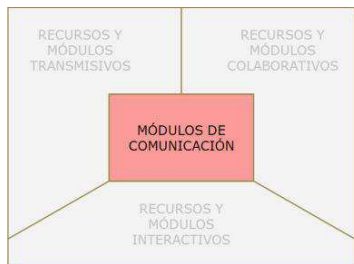 RECURSOS Y
MÓDULOS
TRANSMISIVOS
RECURSOS Y
MÓDULOS
COLABORATIVOS
MÓDULOS DE
COMUNICACIÓN
RECURSOS Y
MÓDULOS
INTERACTIVOS